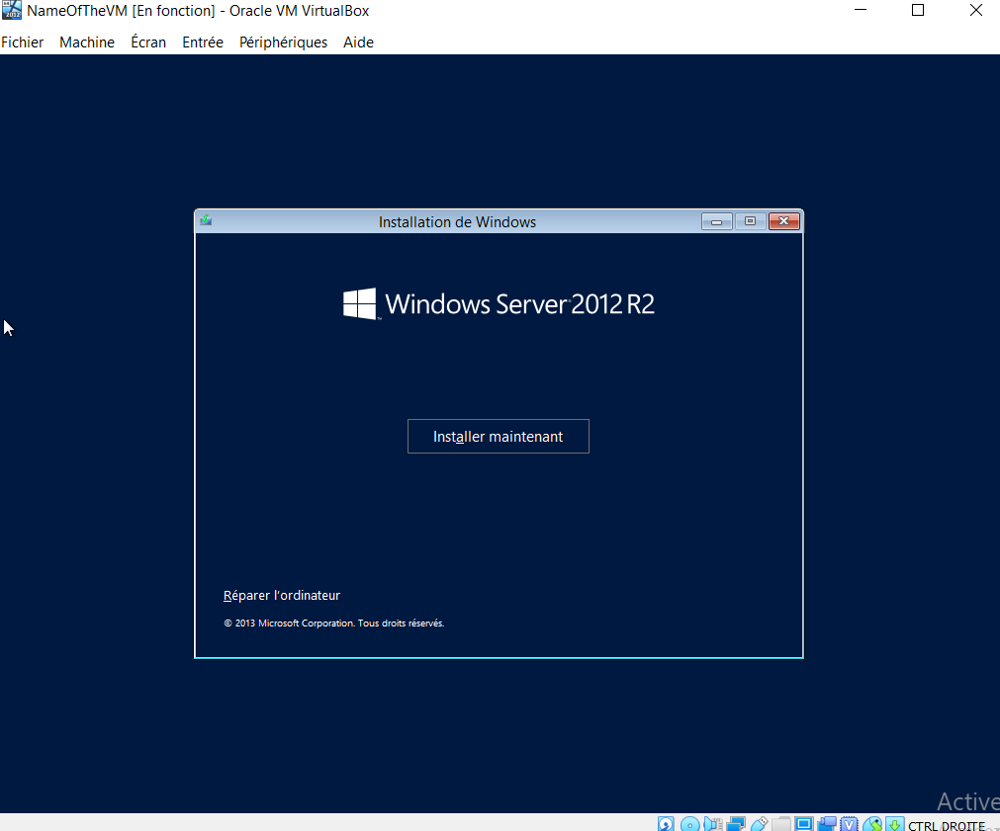 NameOfTheVM [En fonction] - Oracle VM VirtualBox
Fichier Machine Écran Entrée Périphériques Aide
Installation de Windows
Windows Server 2012 R2
Installer maintenant
Réparer l'ordinateur
© 2013 Microsoft Corporation. Tous droits réservés.
Active
CTRL DROITE